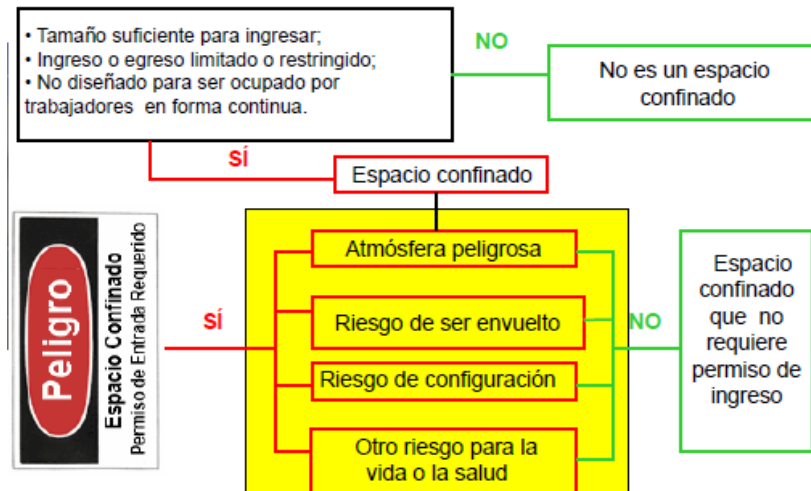 • Tamaño suficiente para ingresar;
• Ingreso o egreso limitado o restringido;
• No diseñado para ser ocupado por
trabajadores en forma continua.
NO
No es un espacio
confinado
SÍ
Espacio confinado
Peligro
Espacio Confinado
Permiso de Entrada Requerido
SÍ
Atmósfera peligrosa
Riesgo de ser envuelto
Riesgo de configuración
Otro riesgo para la
vida o la salud
NO
Espacio
confinado
que no
requiere
permiso de
ingreso